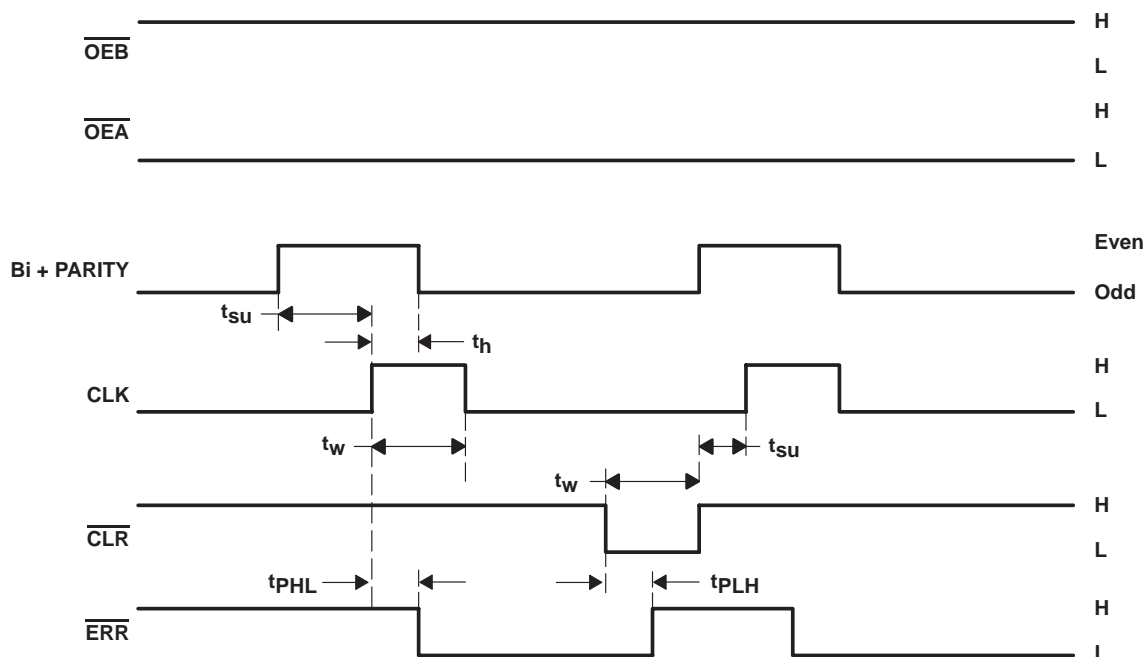 H
OEB
L
H
OEA
L
Even
Bi + PARITY
Odd
tsu
th
H
CLK
L
tw
tsu
tw
H
CLR
L
tPHL
tPLH
H
ERR
L